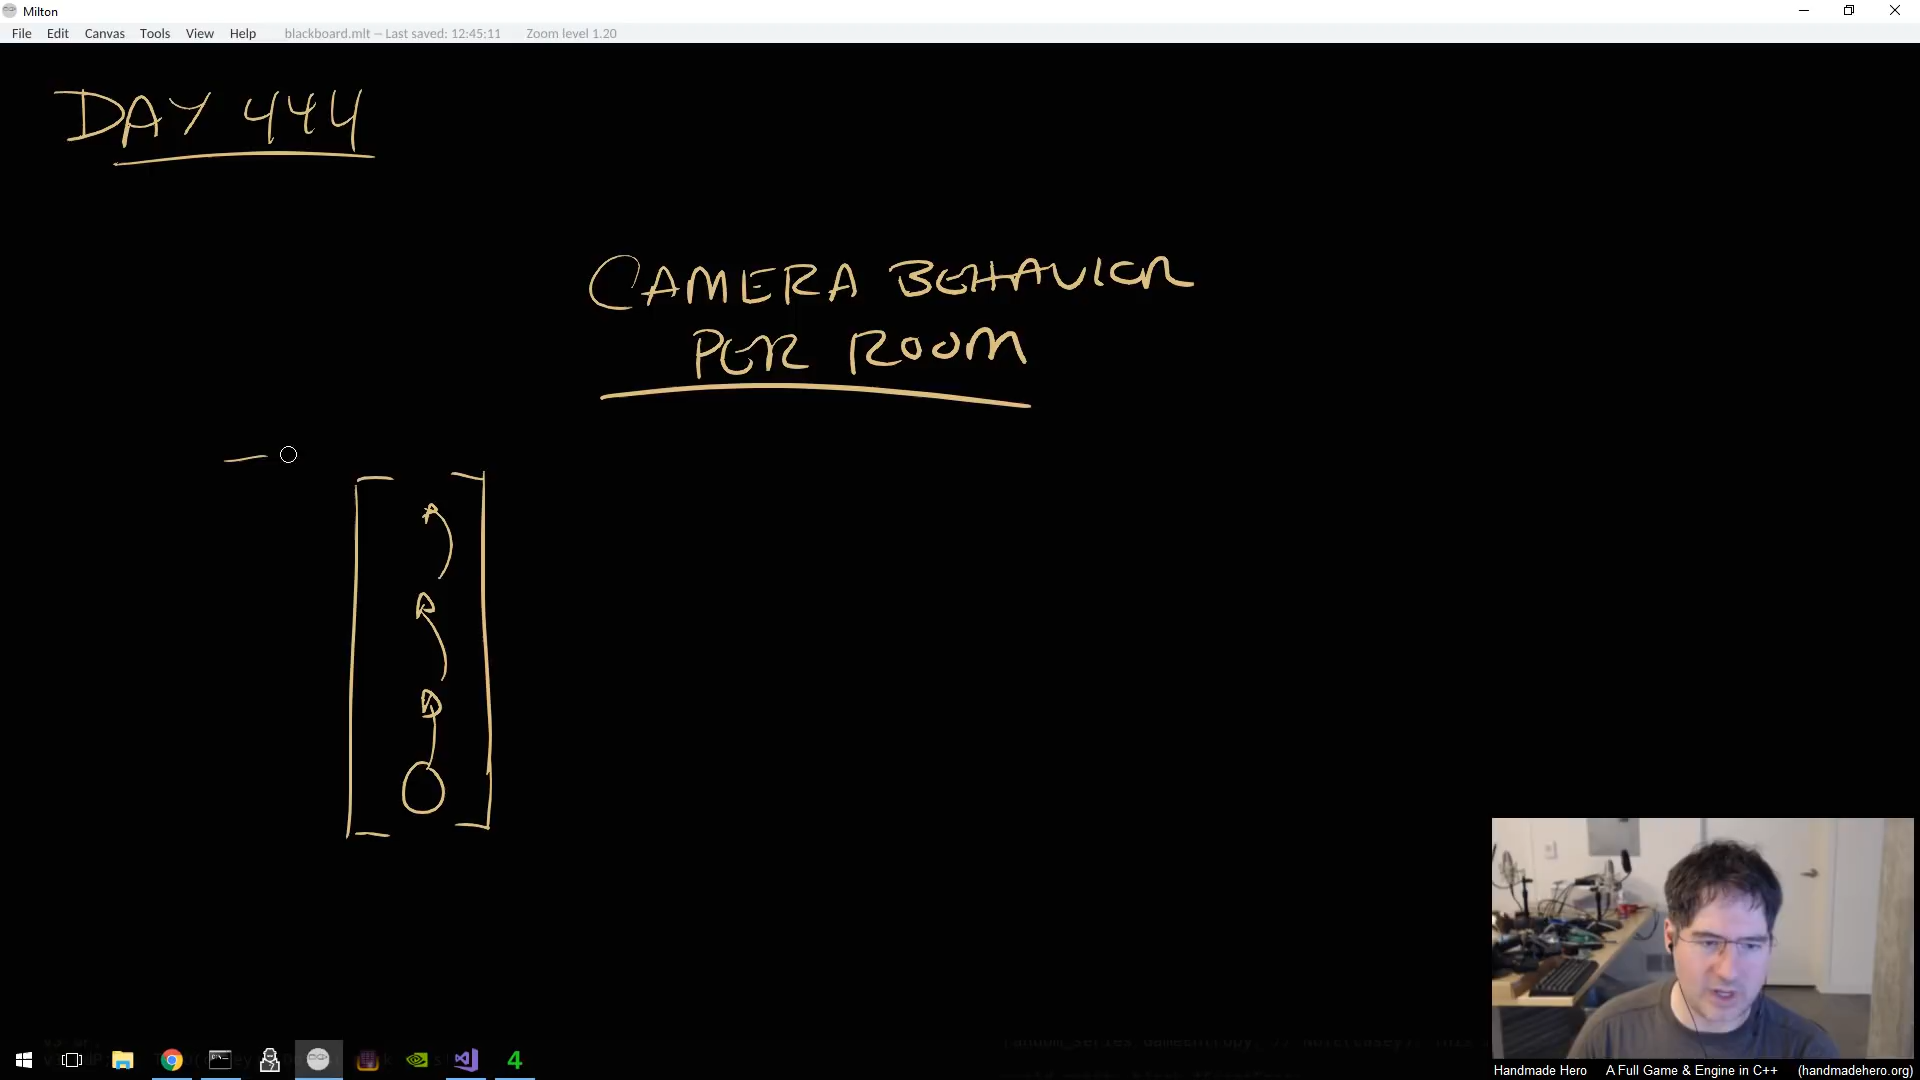 Milton
File Edit Canvas Tools View Help blackboard.mlt -- Last saved: 12:45:11 Zoom level 1.20
DAY 444
CAMERA BEHAVIOR
PER ROOM
4
Handmade Hero A Full Game & Engine in C++ (handmadehero.org)